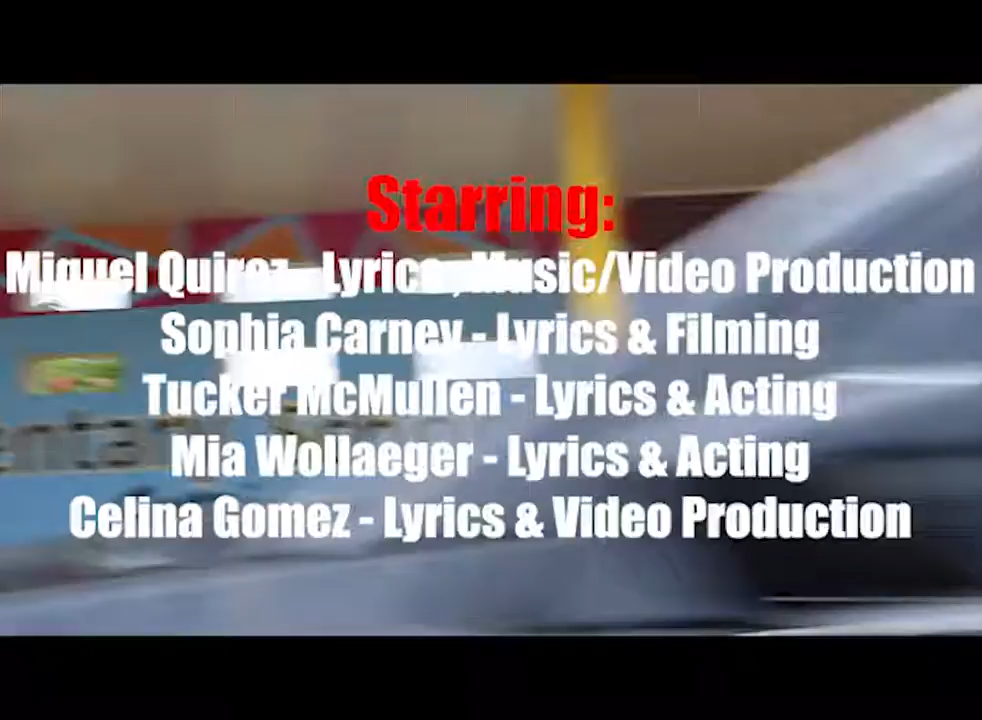 Starring:
Miguel Quiroz - Lyrics, Music/Video Production
Sophia Carney - Lyrics & Filming
Tucker McMullen - Lyrics & Acting
Mia Wollaeger - Lyrics & Acting
Celina Gomez - Lyrics & Video Production